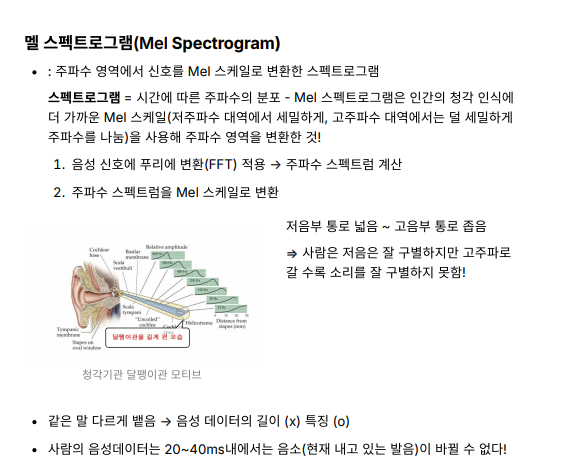 멜 스펙트로그램(Mel Spectrogram)
• : 주파수 영역에서 신호를 Mel 스케일로 변환한 스펙트로그램
스펙트로그램 = 시간에 따른 주파수의 분포 - Mel 스펙트로그램은 인간의 청각 인식에
더 가까운 Mel 스케일(저주파수 대역에서 세밀하게, 고주파수 대역에서는 덜 세밀하게
주파수를 나눔)을 사용해 주파수 영역을 변환한 것!
1. 음성 신호에 푸리에 변환(FFT) 적용 → 주파수 스펙트럼 계산
2. 주파수 스펙트럼을 Mel 스케일로 변환
Cochlear
base
Scala
vestibuli
Basilar
membrane
Relative amplitude
Scala
tympani
"Uncoiled"
cochlea
Helicotrema
Distance from
stapes (mm)
Tympanic
membrane
Stapes on
oval window
달팽이관을 길게 편 모습
청각기관 달팽이관 모티브
저음부 통로 넓음 ~ 고음부 통로 좁음
⇒ 사람은 저음은 잘 구별하지만 고주파로
갈 수록 소리를 잘 구별하지 못함!
• 같은 말 다르게 뱉음 → 음성 데이터의 길이 (x) 특징 (o)
• 사람의 음성데이터는 20~40ms내에서는 음소(현재 내고 있는 발음)이 바뀔 수 없다!